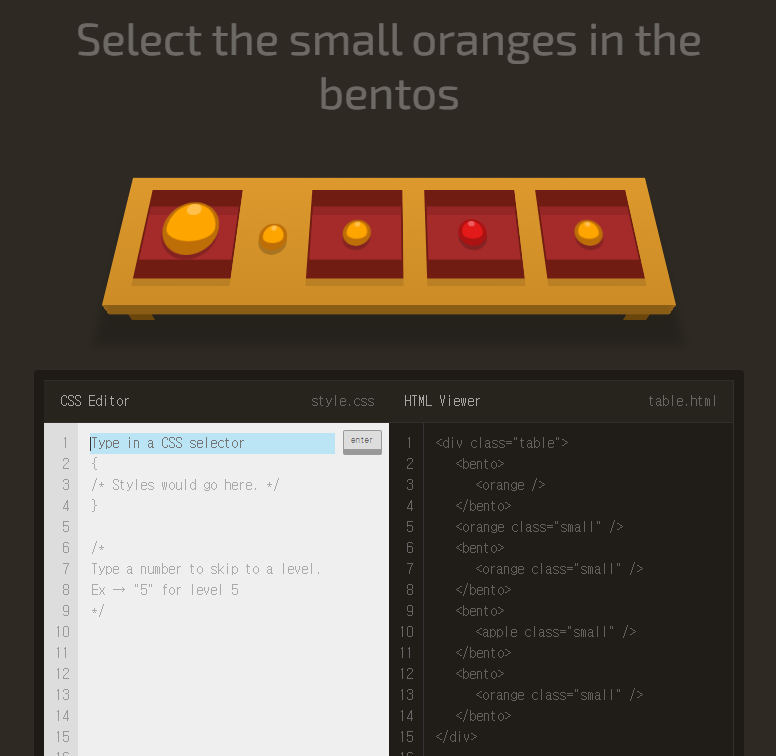 Select the small oranges in the
bentos
CSS Editor style.css
HTML Viewer table.html
1 Type in a CSS selector enter
2 {
3 /* Styles would go here. */
4 }
5
6 /*
7 Type a number to skip to a level.
8 Ex → "5" for level 5
9 */
10
11
12
13
14
15
16
1 <div class="table">
2 <bento>
3 <orange />
4 </bento>
5 <orange class="small" />
6 <bento>
7 <orange class="small" />
8 </bento>
9 <bento>
10 <apple class="small" />
11 </bento>
12 <bento>
13 <orange class="small" />
14 </bento>
15 </div>
16